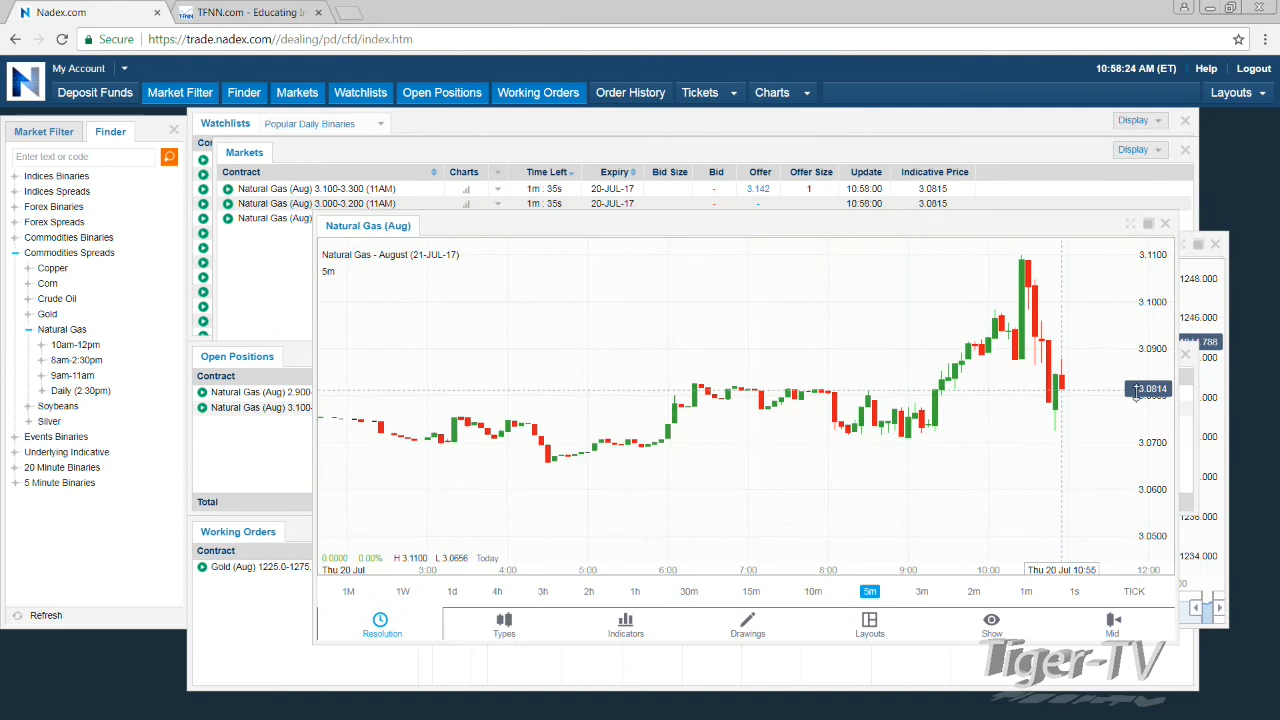 Nadex.com
TFNN.com - Educating In
Secure
https://trade.nadex.com//dealing/pd/cfd/index.htm
N
My Account
10:58:24 AM (ET)
Help
Logout
Deposit Funds
Market Filter
Finder
Markets
Watchlists
Open Positions
Working Orders
Order History
Tickets
Charts
Layouts
Market Filter
Finder
Enter text or code
Indices Binaries
Indices Spreads
Forex Binaries
Forex Spreads
Commodities Binaries
Commodities Spreads
Copper
Corn
Crude Oil
Gold
Natural Gas
10am-12pm
8am-2:30pm
9am-11am
Daily (2:30pm)
Soybeans
Silver
Events Binaries
Underlying Indicative
20 Minute Binaries
5 Minute Binaries
Refresh
Watchlists
Popular Daily Binaries
Display
Cor
Markets
Display
Contract Charts Time Left Expiry Bid Size Bid Offer Offer Size Update Indicative Price
Natural Gas (Aug) 3.100-3.300 (11AM) 1m : 35s 20-JUL-17 - 3.142 1 10:58:00 3.0815
Natural Gas (Aug) 3.000-3.200 (11AM) 1m : 35s 20-JUL-17 - - 10:58:00 3.0815
Natural Gas (Aug)
Open Positions
Contract
Natural Gas (Aug) 2.900-
Natural Gas (Aug) 3.100-
Total
Working Orders
Contract
Gold (Aug) 1225.0-1275.
Natural Gas (Aug)
Natural Gas - August (21-JUL-17)
5m
3.1100
3.1000
3.0900
3.0814
3.0700
3.0600
3.0500
0.0000 0.00% H 3.1100 L 3.0656 Today
Thu 20 Jul 3:00 4:00 5:00 6:00 7:00 8:00 9:00 10:00 Thu 20 Jul 10:55 12:00
1M 1W 1d 4h 3h 2h 1h 30m 15m 10m 5m 3m 2m 1m 1s TICK
Resolution Types Indicators Drawings Layouts Show Mid
1248.000
1246.000
.788
.000
.000
.000
.000
1236.000
1234.000
:00
Tiger-TV